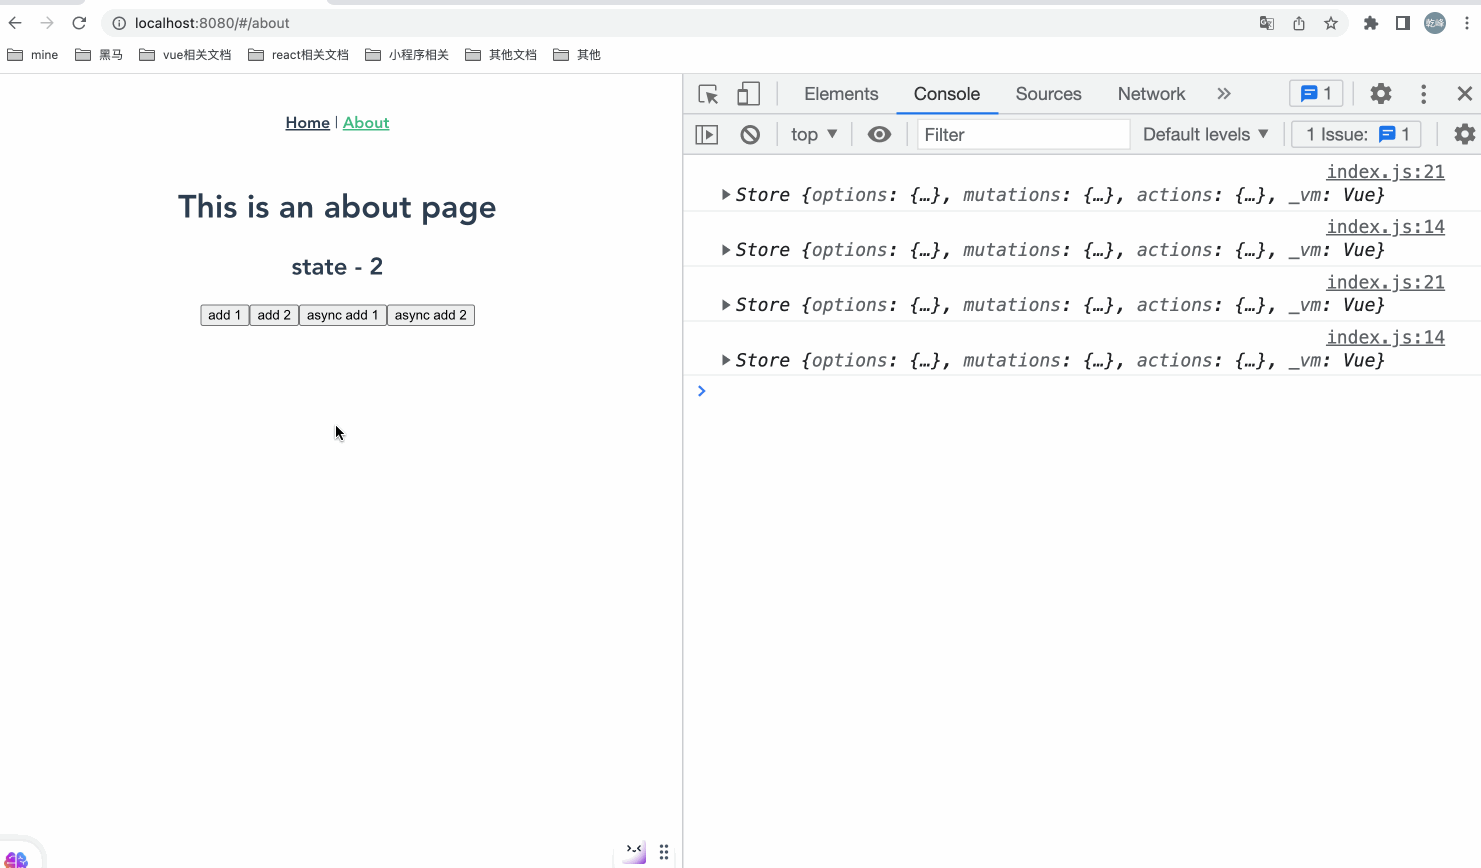 localhost:8080/#/about
乾峰
mine 黑马 vue相关文档 react相关文档 小程序相关 其他文档 其他
Home | About
This is an about page
state - 2
add 1 add 2 async add 1 async add 2
Elements Console Sources Network » 1
top Filter Default levels 1 Issue: 1
index.js:21
Store {options: {…}, mutations: {…}, actions: {…}, _vm: Vue}
index.js:14
Store {options: {…}, mutations: {…}, actions: {…}, _vm: Vue}
index.js:21
Store {options: {…}, mutations: {…}, actions: {…}, _vm: Vue}
index.js:14
Store {options: {…}, mutations: {…}, actions: {…}, _vm: Vue}